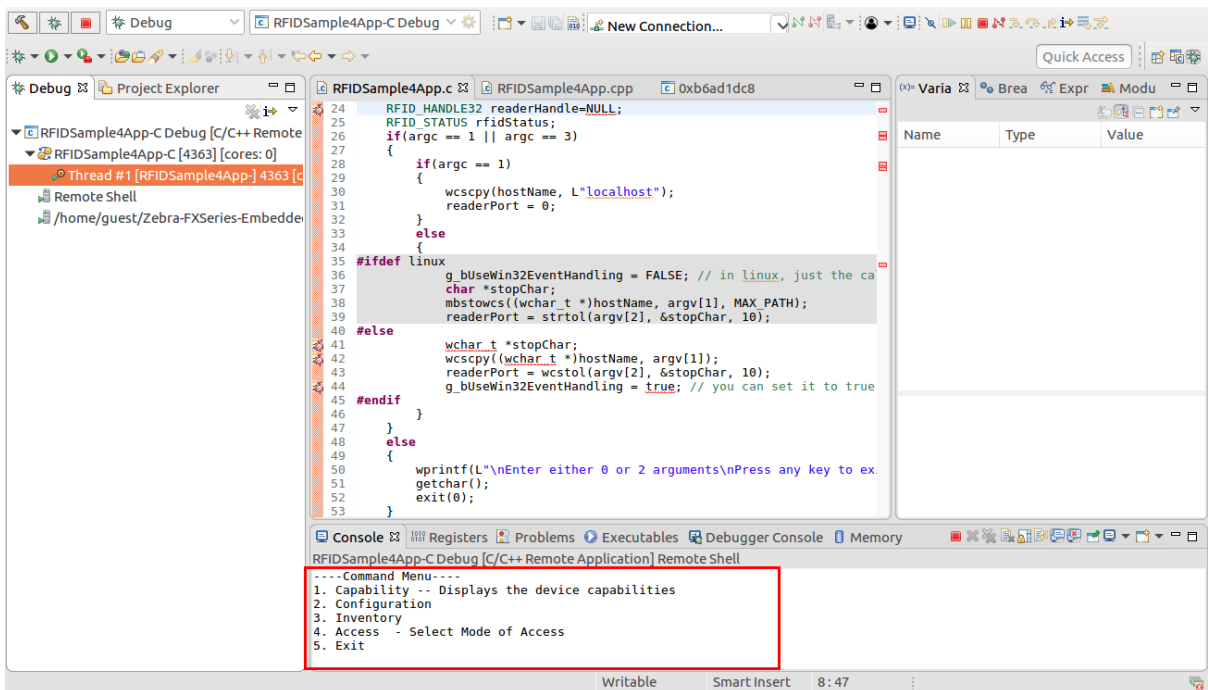 Debug RFIDSample4App-C Debug New Connection...
Quick Access
Debug Project Explorer
RFIDSample4App-C Debug [C/C++ Remote
RFIDSample4App-C [4363] [cores: 0]
Thread #1 [RFIDSample4App-] 4363 [c
Remote Shell
/home/guest/Zebra-FXSeries-Embedde
RFIDSample4App.c RFIDSample4App.cpp 0xb6ad1dc8
24 RFID_HANDLE32 readerHandle=NULL;
25 RFID_STATUS rfidStatus;
26 if(argc == 1 || argc == 3)
27 {
28 if(argc == 1)
29 {
30 wcscpy(hostName, L"localhost");
31 readerPort = 0;
32 }
33 else
34 {
35 #ifdef linux
36 g_bUseWin32EventHandling = FALSE; // in linux, just the ca
37 char *stopChar;
38 mbstowcs((wchar_t *)hostName, argv[1], MAX_PATH);
39 readerPort = strtol(argv[2], &stopChar, 10);
40 #else
41 wchar_t *stopChar;
42 wcscpy((wchar_t *)hostName, argv[1]);
43 readerPort = wcstol(argv[2], &stopChar, 10);
44 g_bUseWin32EventHandling = true; // you can set it to true
45 #endif
46 }
47 }
48 else
49 {
50 wprintf(L"\nEnter either 0 or 2 arguments\nPress any key to ex
51 getchar();
52 exit(0);
53 }
(x)= Varia Brea Expr Modu
Name Type Value
Console Registers Problems Executables Debugger Console Memory
RFIDSample4App-C Debug [C/C++ Remote Application] Remote Shell
----Command Menu----
1. Capability -- Displays the device capabilities
2. Configuration
3. Inventory
4. Access  - Select Mode of Access
5. Exit
Writable Smart Insert 8:47